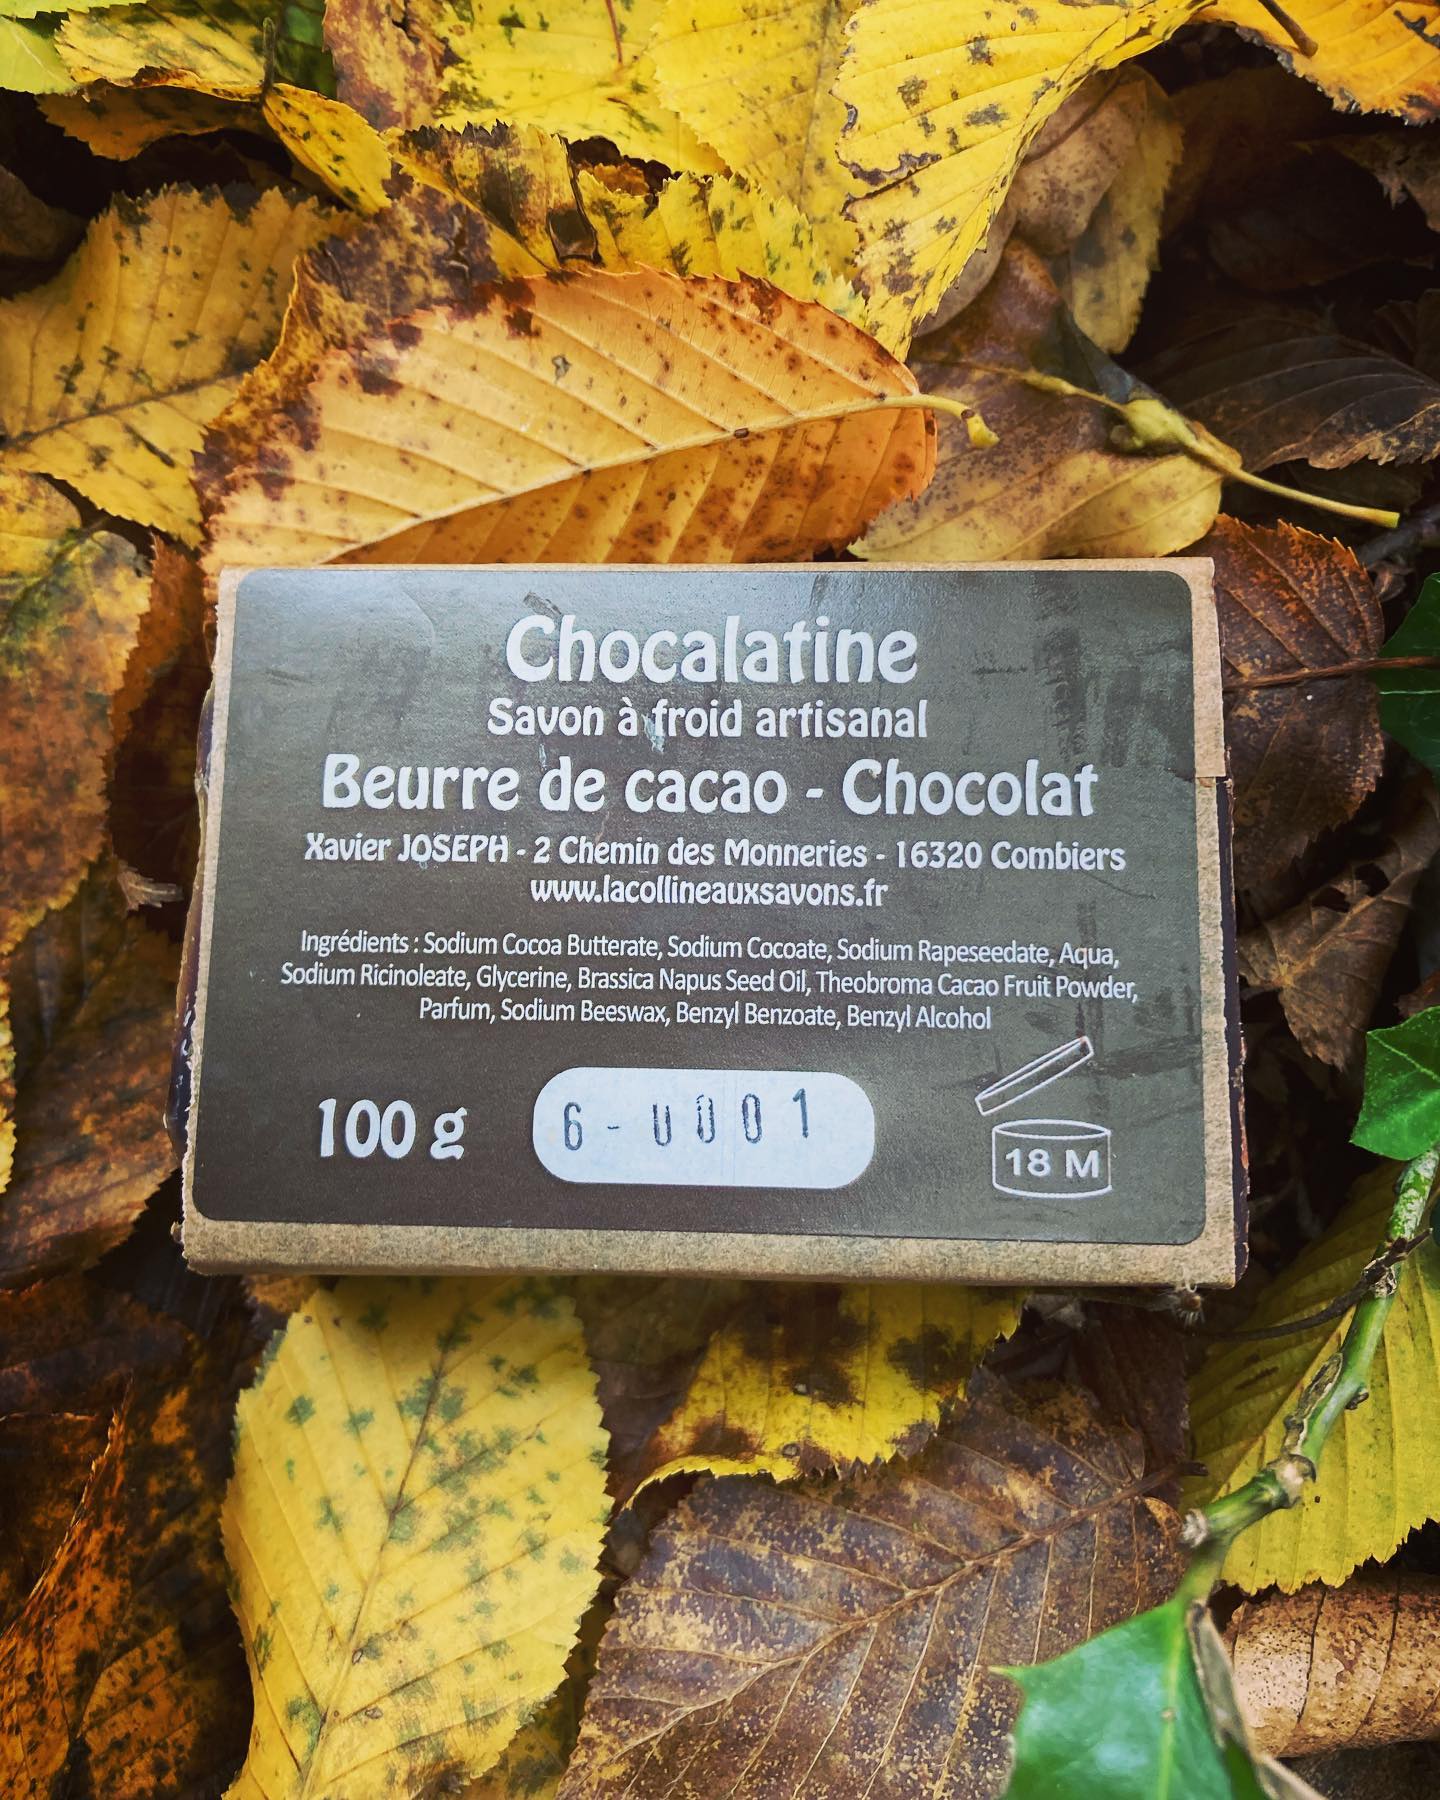 Chocalatine
Savon à froid artisanal
Beurre de cacao - Chocolat
Xavier JOSEPH - 2 Chemin des Monneries - 16320 Combiers
www.lacollineauxsavons.fr
Ingrédients : Sodium Cocoa Butterate, Sodium Cocoate, Sodium Rapeseedate, Aqua,
Sodium Ricinoleate, Glycerine, Brassica Napus Seed Oil, Theobroma Cacao Fruit Powder,
Parfum, Sodium Beeswax, Benzyl Benzoate, Benzyl Alcohol
100 g
6-0001
18 M